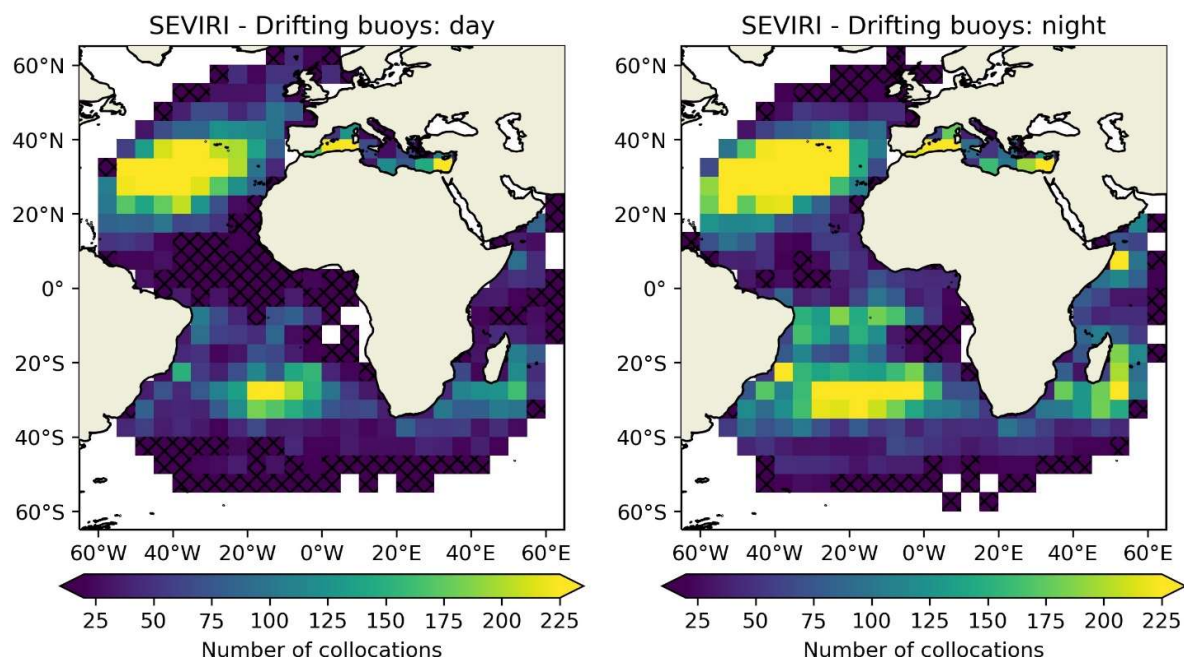 SEVIRI - Drifting buoys: day
SEVIRI - Drifting buoys: night
60°N
40°N
20°N
0°
20°S
40°S
60°S
60°W 40°W 20°W 0°W 20°E 40°E 60°E
25 50 75 100 125 150 175 200 225
Number of collocations
60°N
40°N
20°N
0°
20°S
40°S
60°S
60°W 40°W 20°W 0°W 20°E 40°E 60°E
25 50 75 100 125 150 175 200 225
Number of collocations